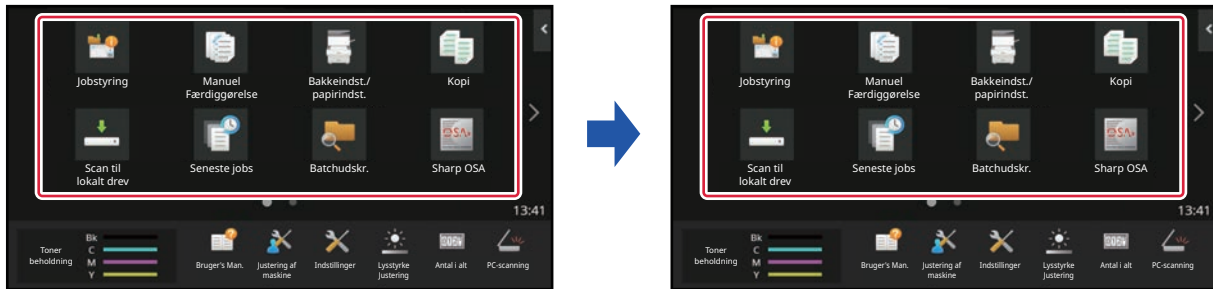 Jobstyring
Manuel
Færdiggørelse
Bakkeindst./
papirindst.
Kopi
Scan til
lokalt drev
Seneste jobs
Batchudskr.
OSA
Sharp OSA
13:41
Toner
beholdning
Bk
C
M
Y
Bruger's Man.
Justering af
maskine
Indstillinger
Lysstyrke
Justering
Antal i alt
PC-scanning
Jobstyring
Manuel
Færdiggørelse
Bakkeindst./
papirindst.
Kopi
Scan til
lokalt drev
Seneste jobs
Batchudskr.
OSA
Sharp OSA
13:41
Toner
beholdning
Bk
C
M
Y
Bruger's Man.
Justering af
maskine
Indstillinger
Lysstyrke
Justering
Antal i alt
PC-scanning